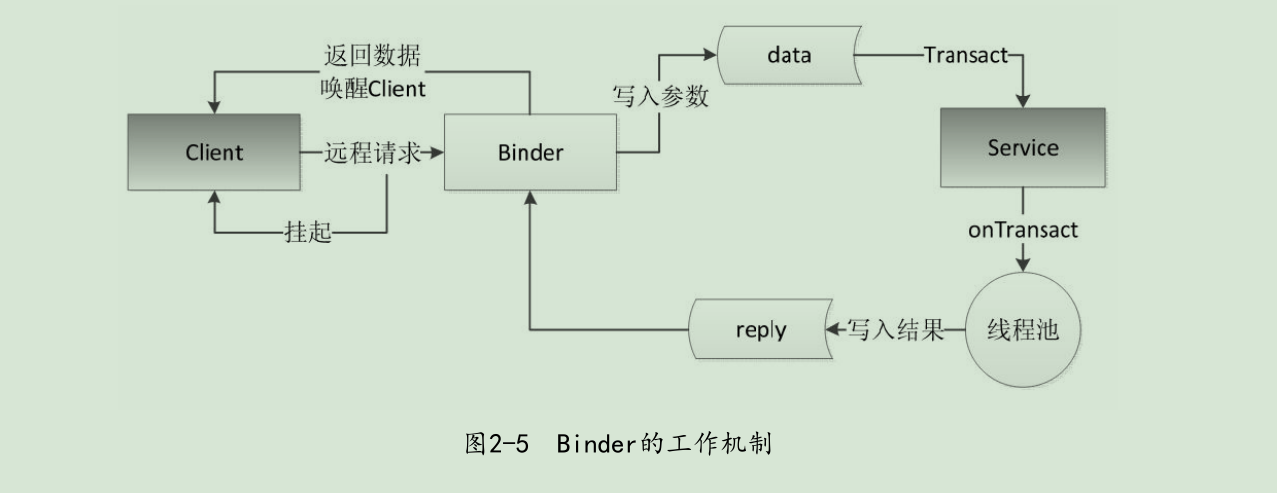 返回数据
唤醒Client
Client
远程请求
挂起
Binder
写入参数
data
Transact
Service
onTransact
线程池
写入结果
reply
图2-5 Binder的工作机制